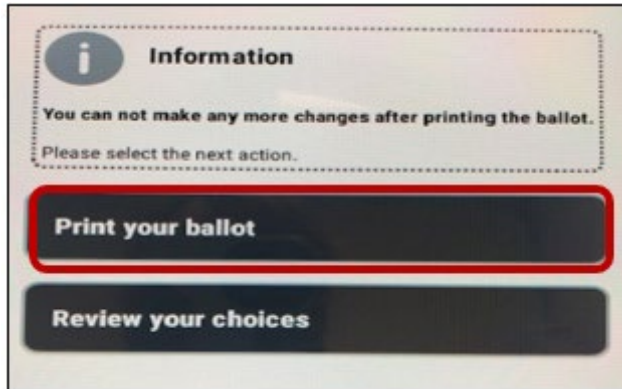 Information
You can not make any more changes after printing the ballot.
Please select the next action.
Print your ballot
Review your choices